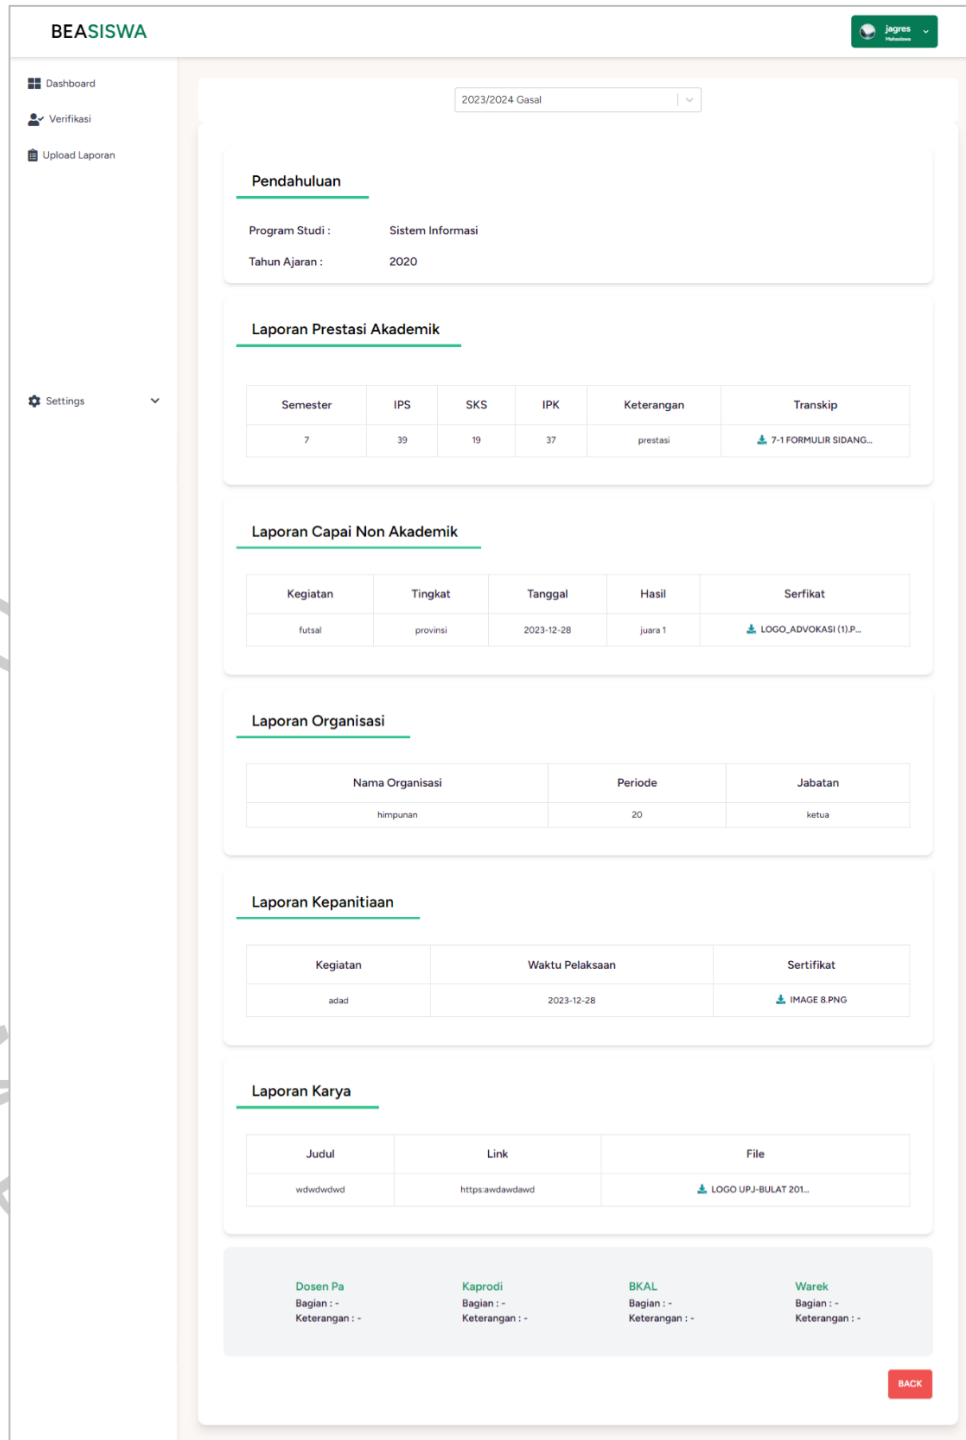 BEASISWA
jagres
Mahasiswa
Dashboard
Verifikasi
Upload Laporan
Settings
2023/2024 Gasal
Pendahuluan
Program Studi : Sistem Informasi
Tahun Ajaran : 2020
Laporan Prestasi Akademik
Semester IPS SKS IPK Keterangan Transkip
7 39 19 37 prestasi 7-1 FORMULIR SIDANG...
Laporan Capai Non Akademik
Kegiatan Tingkat Tanggal Hasil Serfikat
futsal provinsi 2023-12-28 juara 1 LOGO_ADVOKASI (1).P...
Laporan Organisasi
Nama Organisasi Periode Jabatan
himpunan 20 ketua
Laporan Kepanitiaan
Kegiatan Waktu Pelaksaan Sertifikat
adad 2023-12-28 IMAGE 8.PNG
Laporan Karya
Judul Link File
wdwdwdwd https:awdawdawd LOGO UPJ-BULAT 201...
Dosen Pa Kaprodi BKAL Warek
Bagian : - Bagian : - Bagian : - Bagian : -
Keterangan : - Keterangan : - Keterangan : - Keterangan : -
BACK